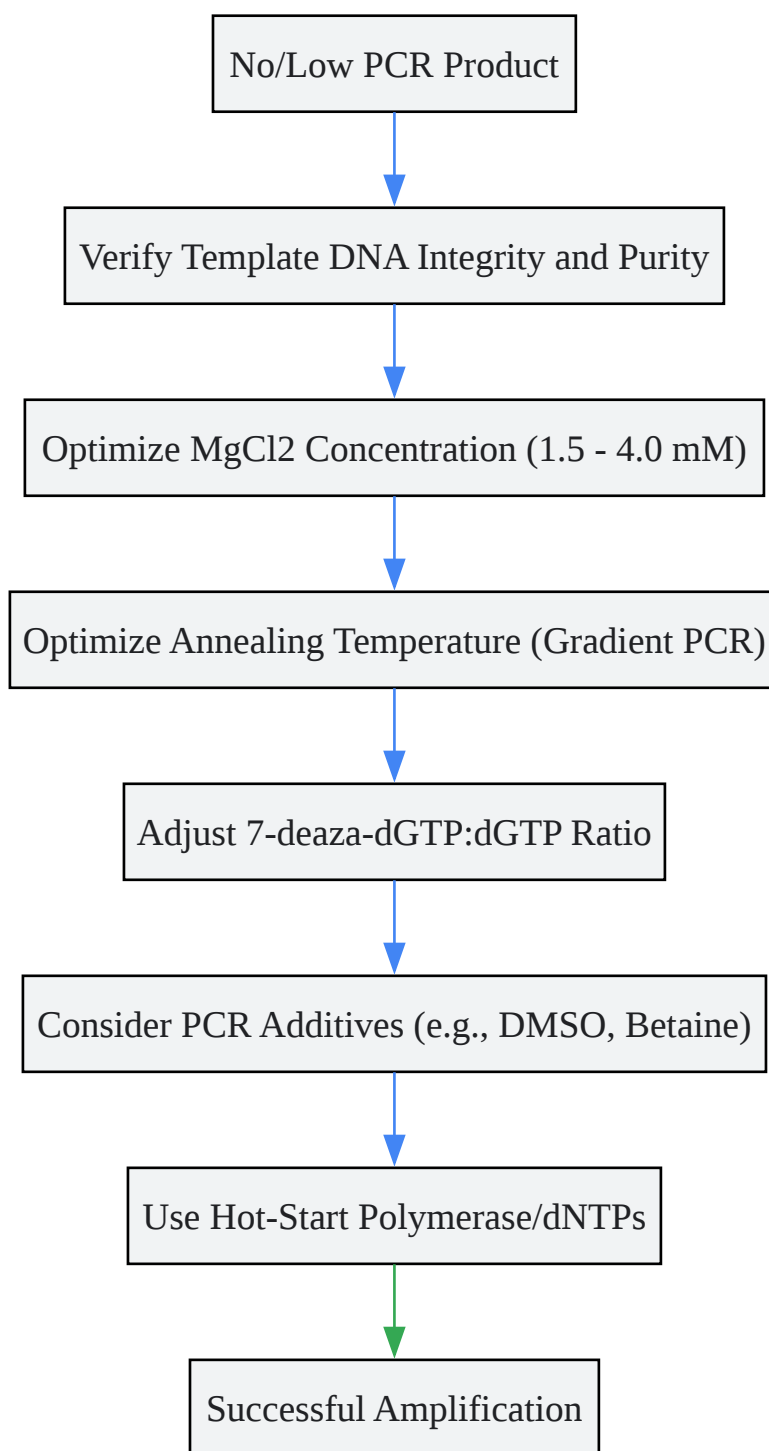 No/Low PCR Product
Verify Template DNA Integrity and Purity
Optimize MgCl2 Concentration (1.5 - 4.0 mM)
Optimize Annealing Temperature (Gradient PCR)
Adjust 7-deaza-dGTP:dGTP Ratio
Consider PCR Additives (e.g., DMSO, Betaine)
Use Hot-Start Polymerase/dNTPs
Successful Amplification